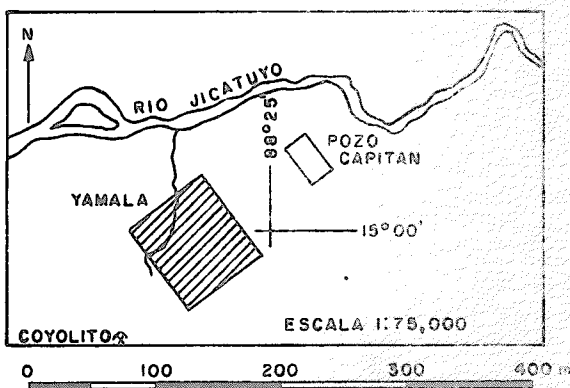 N
RIO JICATUYO
88°25'
POZO
CAPITAN
YAMALA
15°00'
ESCALA 1:75,000
COYOLITO
0 100 200 300 400 m